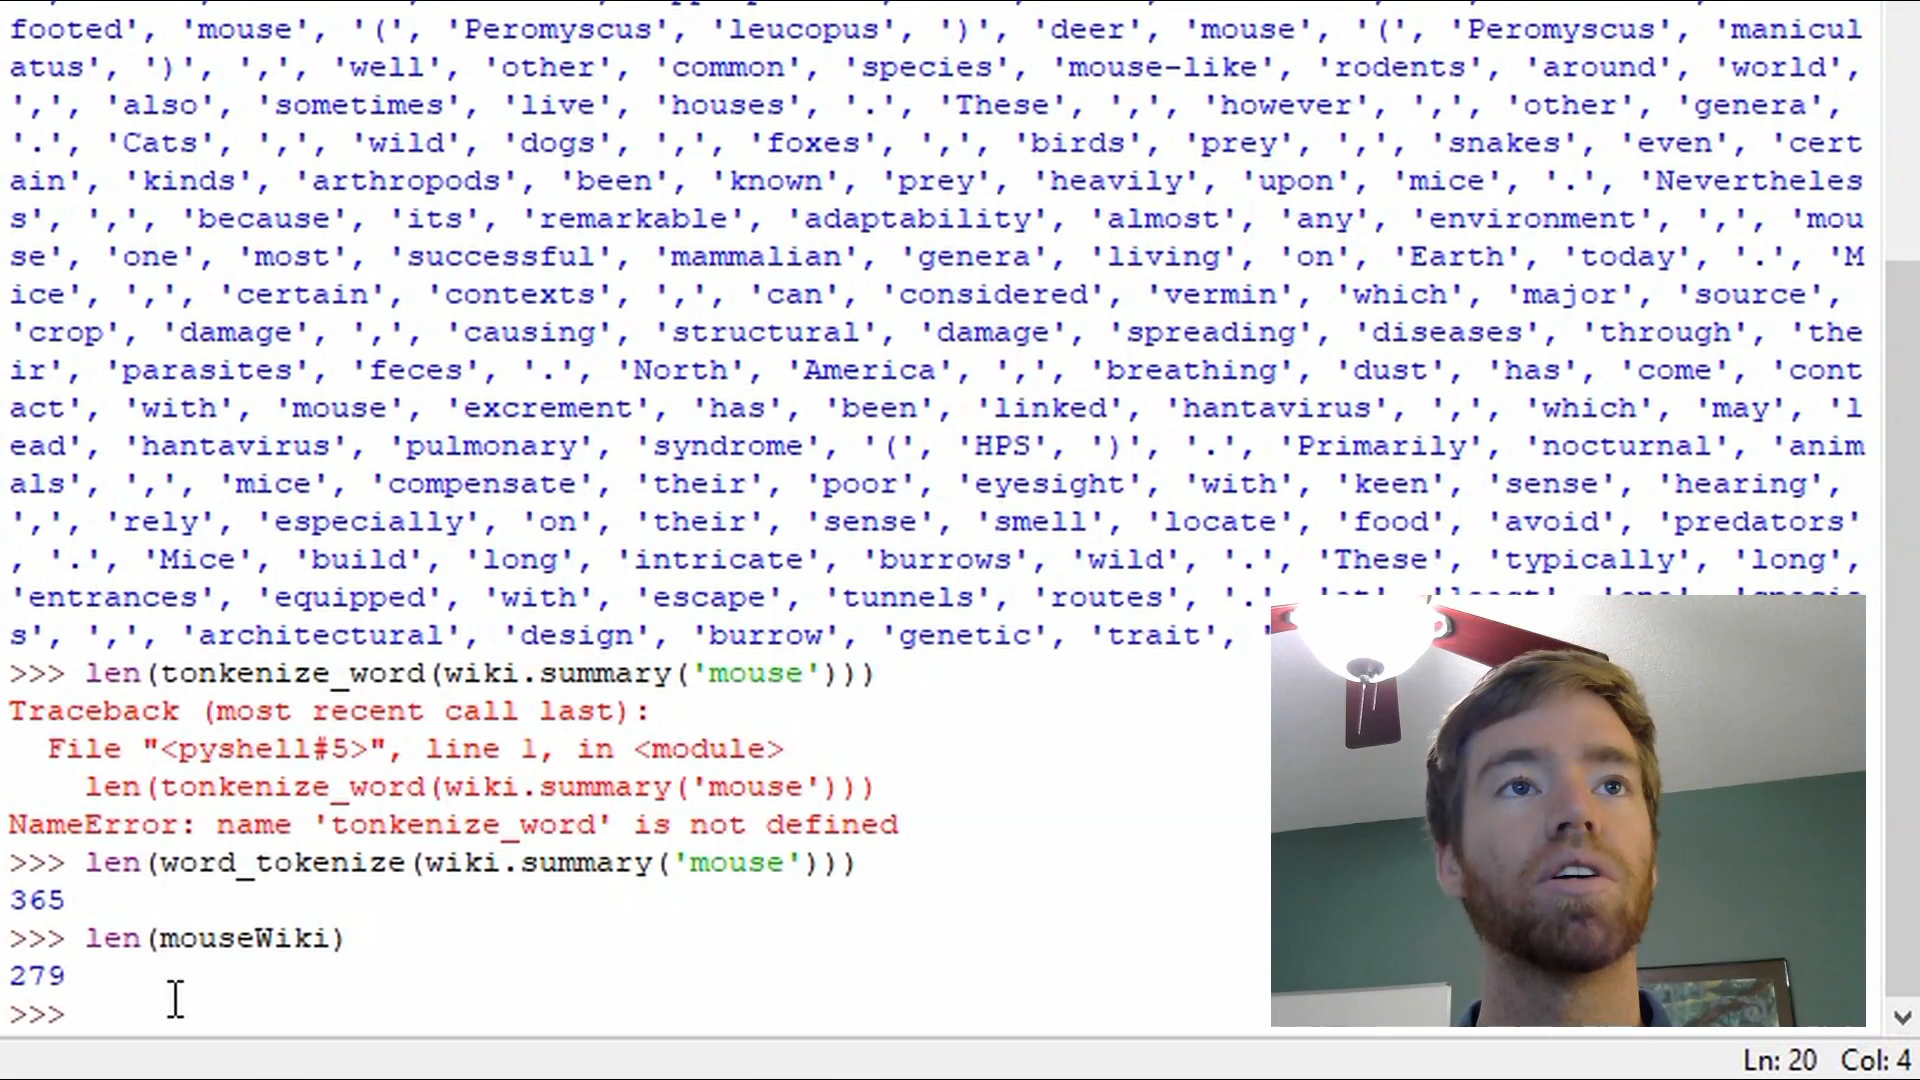 footed', 'mouse', '(', 'Peromyscus', 'leucopus', ')', 'deer', 'mouse', '(', 'Peromyscus', 'manicul
atus', ')', ',', 'well', 'other', 'common', 'species', 'mouse-like', 'rodents', 'around', 'world',
',', 'also', 'sometimes', 'live', 'houses', '.', 'These', ',', 'however', ',', 'other', 'genera',
'.', 'Cats', ',', 'wild', 'dogs', ',', 'foxes', ',', 'birds', 'prey', ',', 'snakes', 'even', 'cert
ain', 'kinds', 'arthropods', 'been', 'known', 'prey', 'heavily', 'upon', 'mice', '.', 'Nevertheles
s', ',', 'because', 'its', 'remarkable', 'adaptability', 'almost', 'any', 'environment', ',', 'mou
se', 'one', 'most', 'successful', 'mammalian', 'genera', 'living', 'on', 'Earth', 'today', '.', 'M
ice', ',', 'certain', 'contexts', ',', 'can', 'considered', 'vermin', 'which', 'major', 'source',
'crop', 'damage', ',', 'causing', 'structural', 'damage', 'spreading', 'diseases', 'through', 'the
ir', 'parasites', 'feces', '.', 'North', 'America', ',', 'breathing', 'dust', 'has', 'come', 'cont
act', 'with', 'mouse', 'excrement', 'has', 'been', 'linked', 'hantavirus', ',', 'which', 'may', 'l
ead', 'hantavirus', 'pulmonary', 'syndrome', '(', 'HPS', ')', '.', 'Primarily', 'nocturnal', 'anim
als', ',', 'mice', 'compensate', 'their', 'poor', 'eyesight', 'with', 'keen', 'sense', 'hearing',
',', 'rely', 'especially', 'on', 'their', 'sense', 'smell', 'locate', 'food', 'avoid', 'predators'
, '.', 'Mice', 'build', 'long', 'intricate', 'burrows', 'wild', '.', 'These', 'typically', 'long',
'entrances', 'equipped', 'with', 'escape', 'tunnels', 'routes', '.',
s', ',', 'architectural', 'design', 'burrow', 'genetic', 'trait', '
>>> len(tonkenize_word(wiki.summary('mouse')))
Traceback (most recent call last):
File "<pyshell#5>", line 1, in <module>
len(tonkenize_word(wiki.summary('mouse')))
NameError: name 'tonkenize_word' is not defined
>>> len(word_tokenize(wiki.summary('mouse')))
365
>>> len(mouseWiki)
279
>>>
Ln: 20 Col: 4